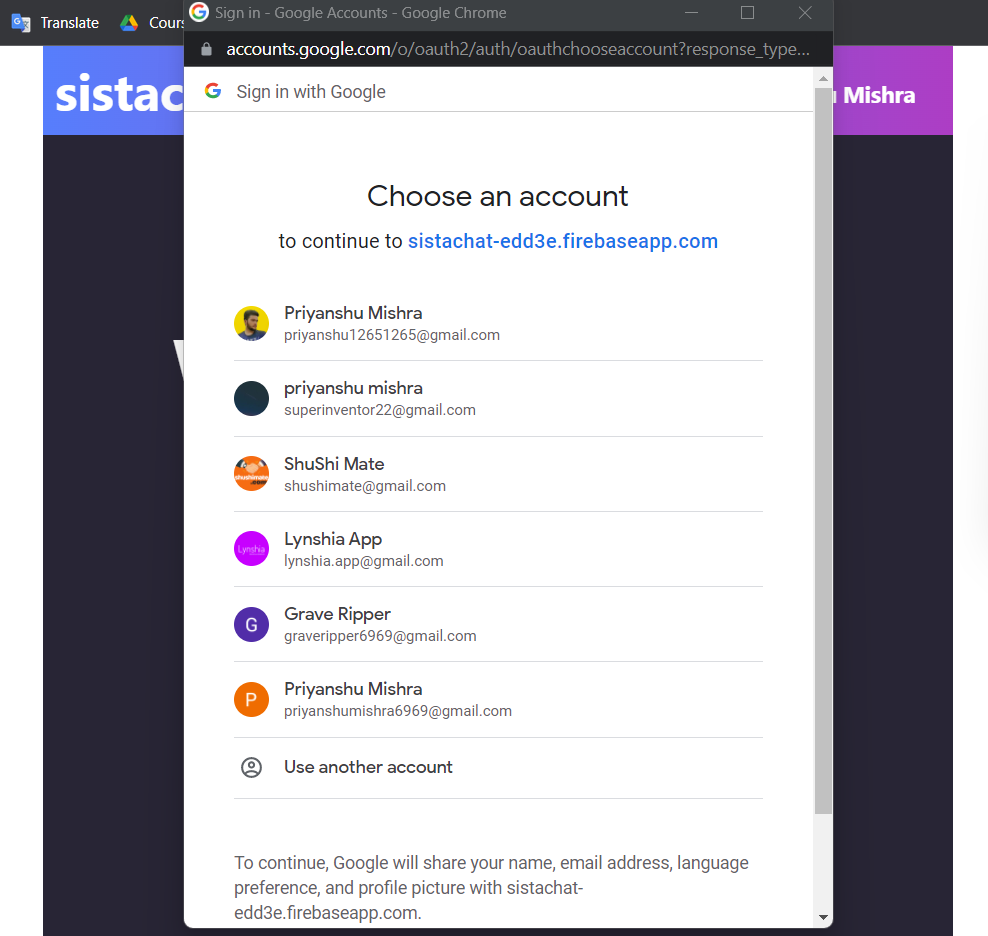 Sign in - Google Accounts - Google Chrome
Translate
Cours
accounts.google.com/o/oauth2/auth/oauthchooseaccount?response_type...
sistac
Mishra
Sign in with Google
Choose an account
to continue to sistachat-edd3e.firebaseapp.com
Priyanshu Mishra
priyanshu12651265@gmail.com
priyanshu mishra
superinventor22@gmail.com
shushimate
.com
ShuShi Mate
shushimate@gmail.com
Lynshia
Lynshia App
lynshia.app@gmail.com
G
Grave Ripper
graveripper6969@gmail.com
P
Priyanshu Mishra
priyanshumishra6969@gmail.com
Use another account
To continue, Google will share your name, email address, language
preference, and profile picture with sistachat-
edd3e.firebaseapp.com.